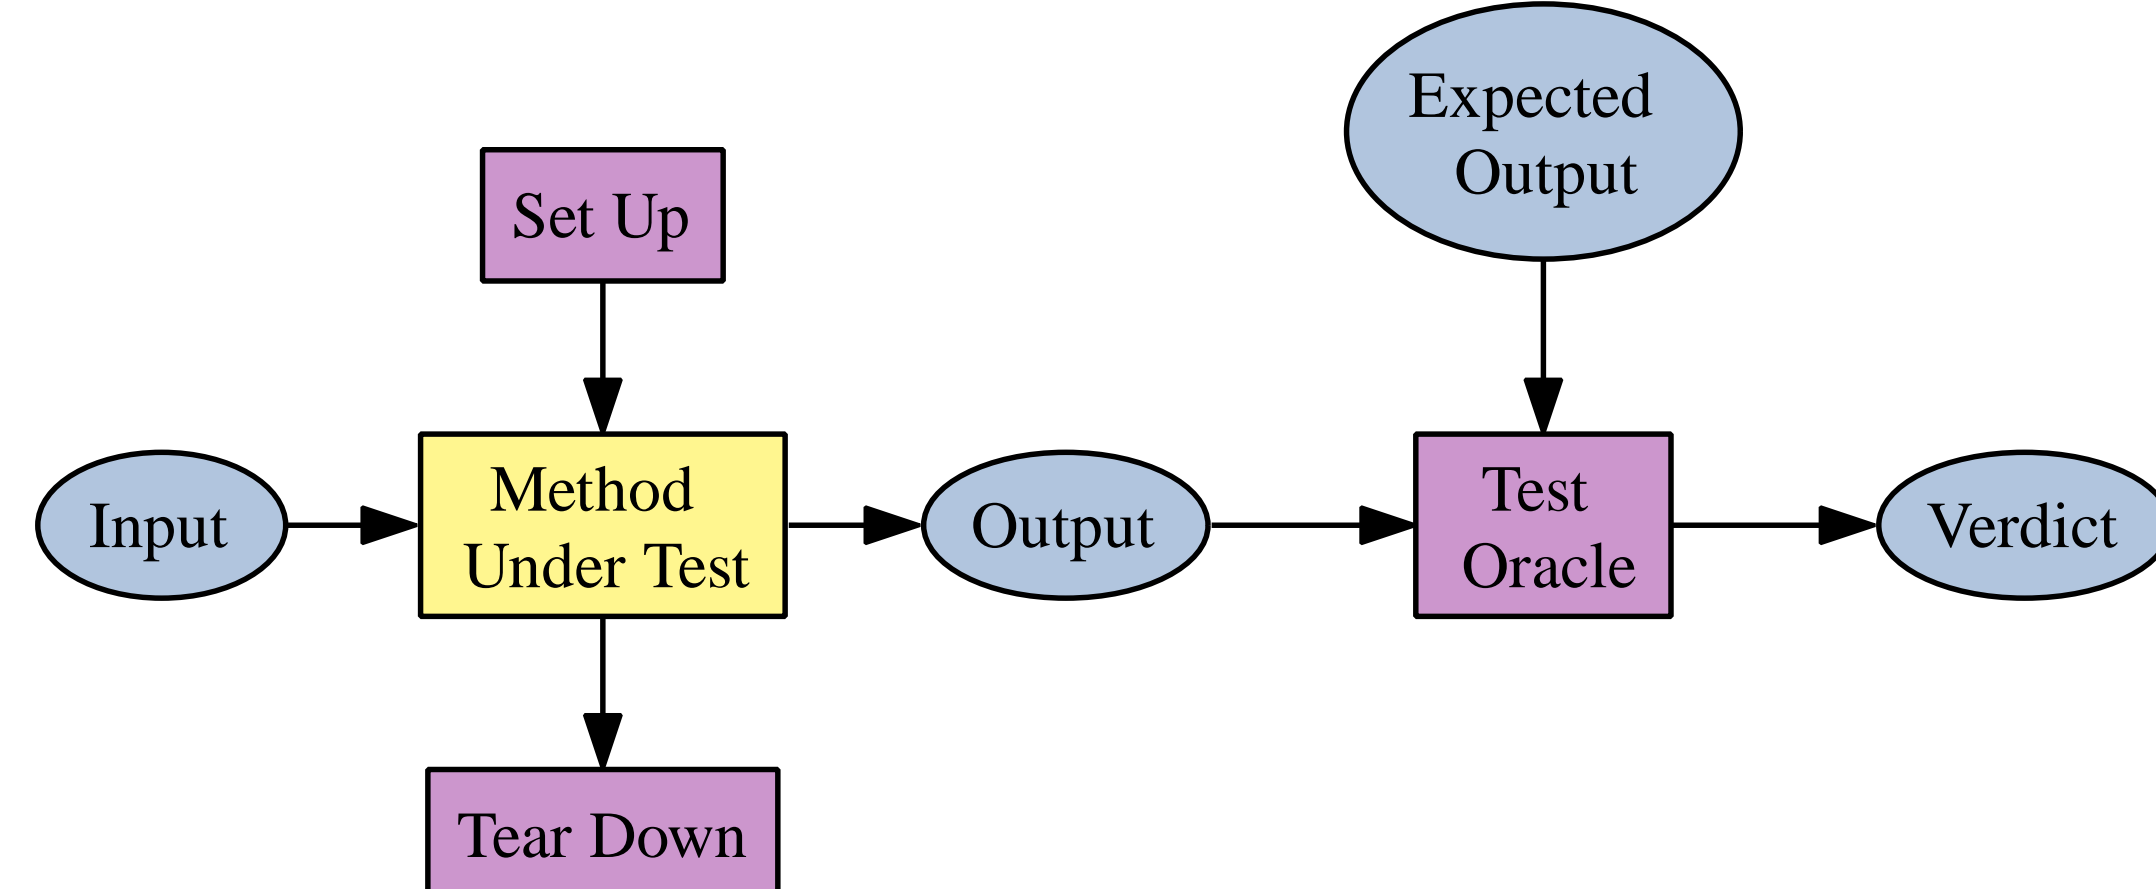 Expected
Output
Set Up
Input
Method
Under Test
Output
Test
Oracle
Verdict
Tear Down